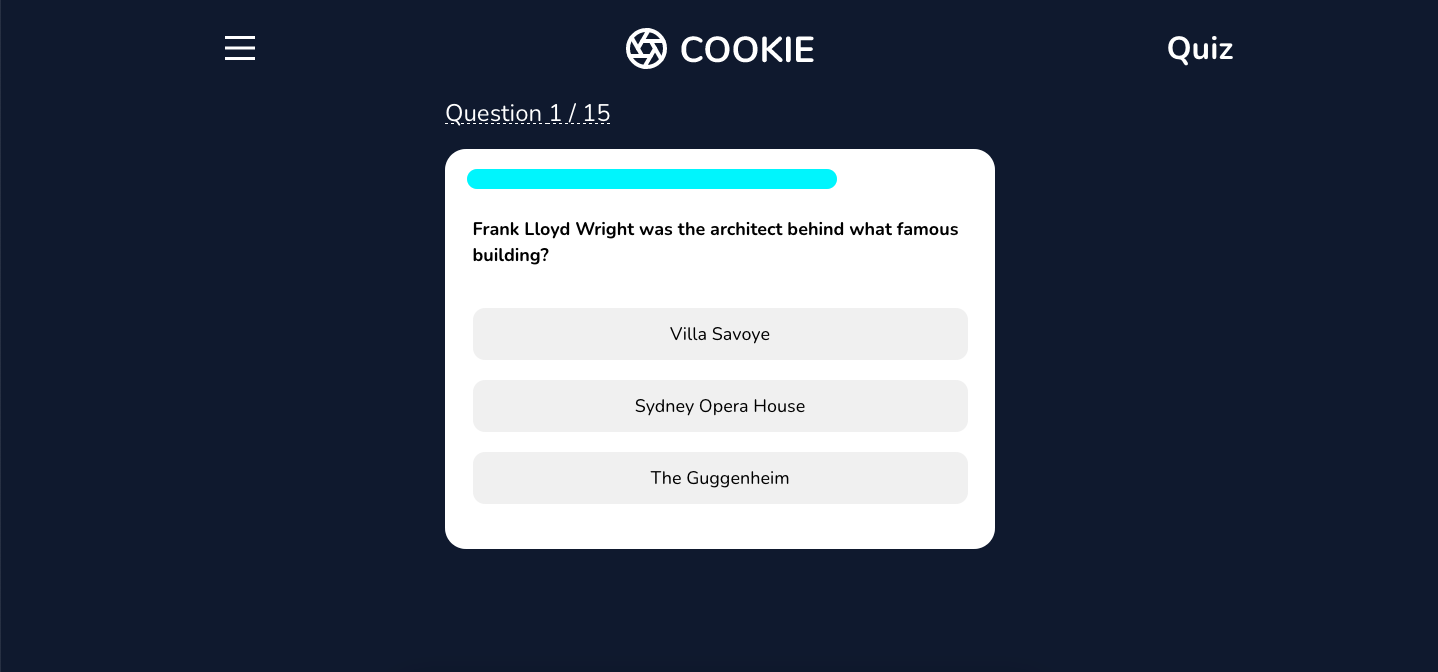 COOKIE
Quiz
Question 1 / 15
Frank Lloyd Wright was the architect behind what famous
building?
Villa Savoye
Sydney Opera House
The Guggenheim